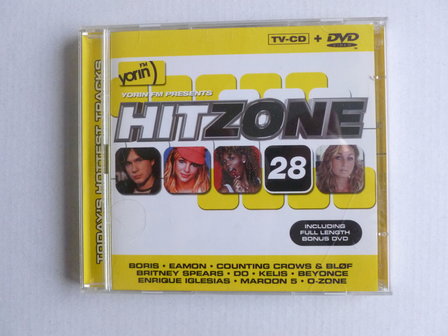 TV-CD + DVD
VIDEO
yorin FM
YORIN FM PRESENTS
HITZONE
28
TODAY'S HOTTEST TRACKS
INCLUDING
FULL LENGTH
BONUS DVD
BORIS • EAMON • COUNTING CROWS & BLØF
BRITNEY SPEARS • DO • KELIS • BEYONCE
ENRIQUE IGLESIAS • MAROON 5 • O-ZONE